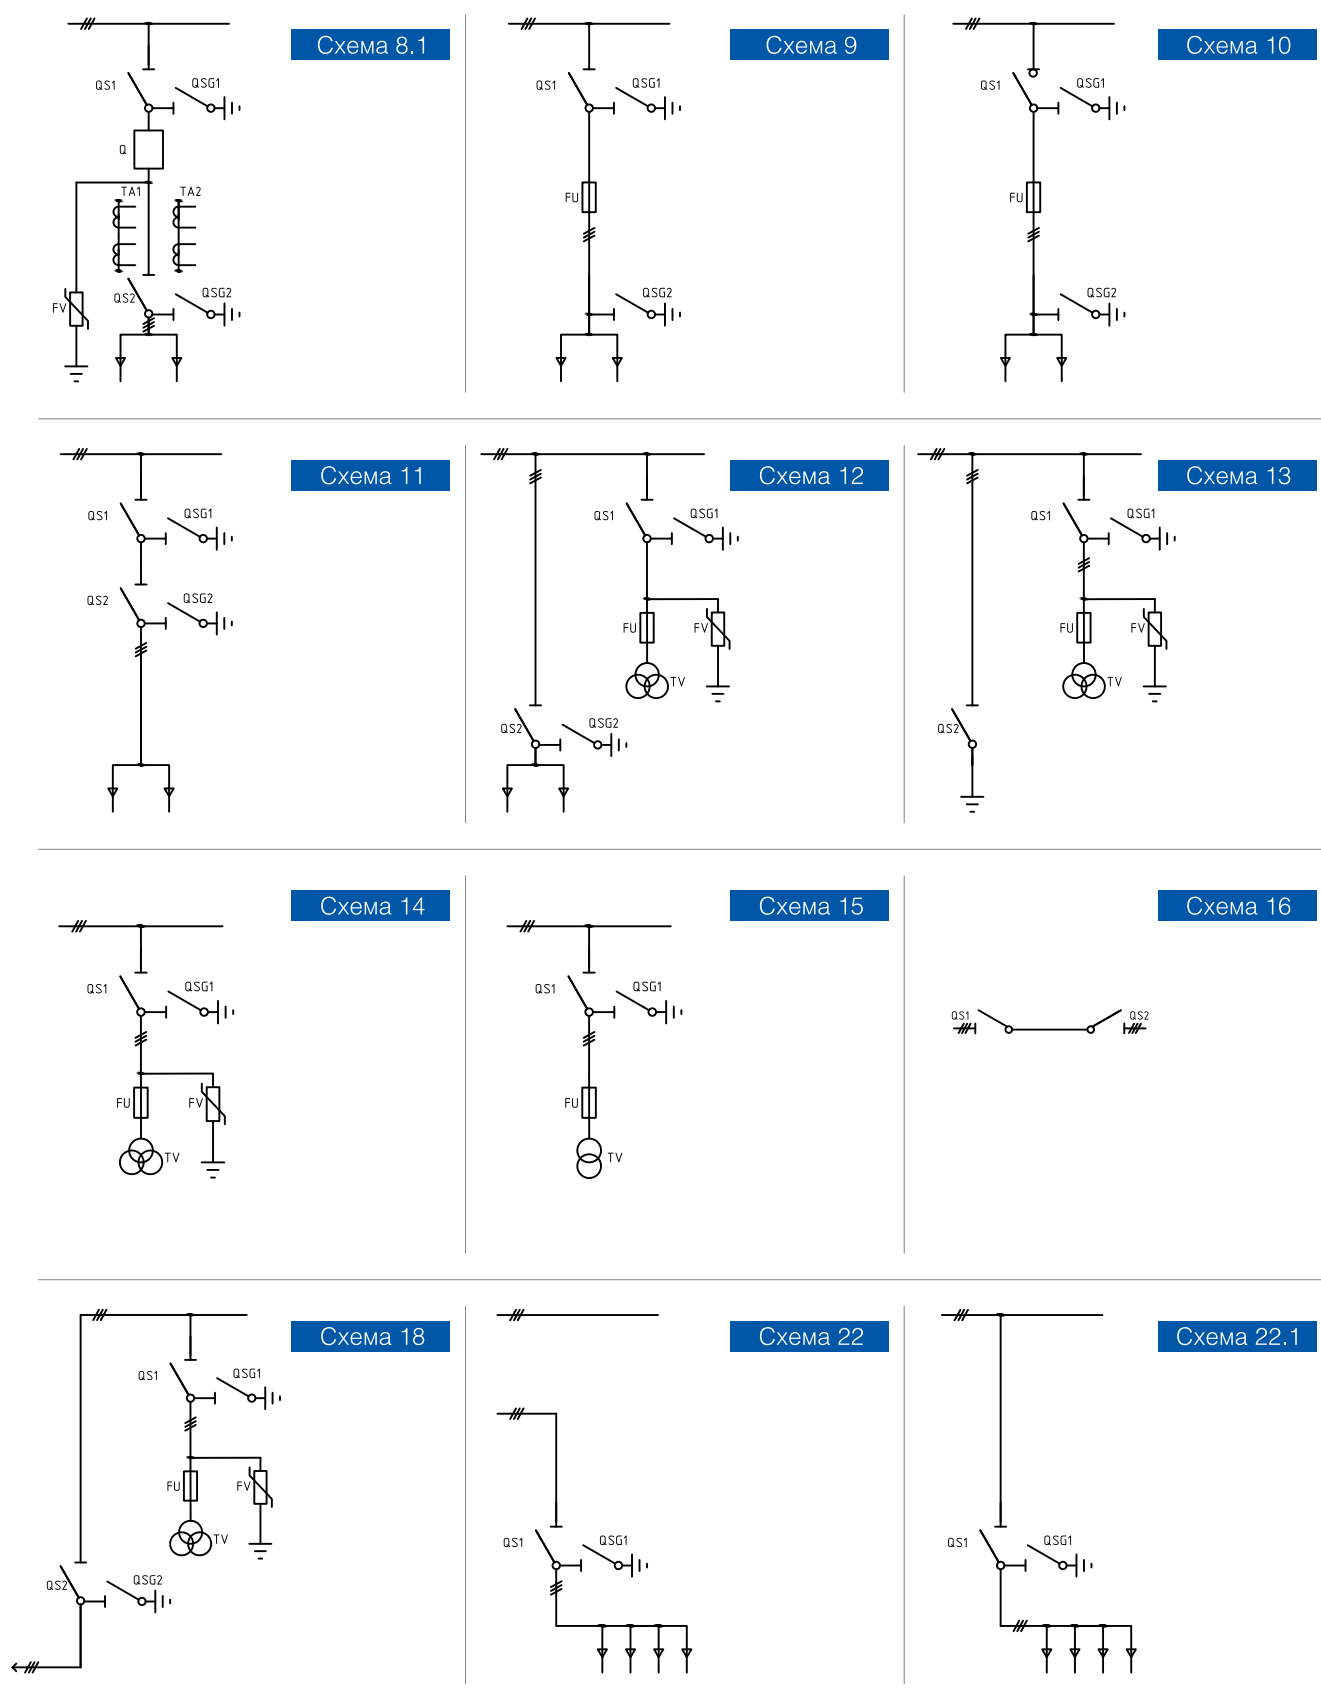 Схема 8.1
QS1
QSG1
Q
TA1
TA2
QS2
QSG2
FV
Схема 9
QS1
QSG1
FU
QSG2
Схема 10
QS1
QSG1
FU
QSG2
Схема 11
QS1
QSG1
QS2
QSG2
Схема 12
QS1
QSG1
FU
FV
TV
QS2
QSG2
Схема 13
QS1
QSG1
FU
FV
TV
QS2
Схема 14
QS1
QSG1
FU
FV
TV
Схема 15
QS1
QSG1
FU
TV
Схема 16
QS1
QS2
Схема 18
QS1
QSG1
FU
FV
TV
QS2
QSG2
Схема 22
QS1
QSG1
Схема 22.1
QS1
QSG1